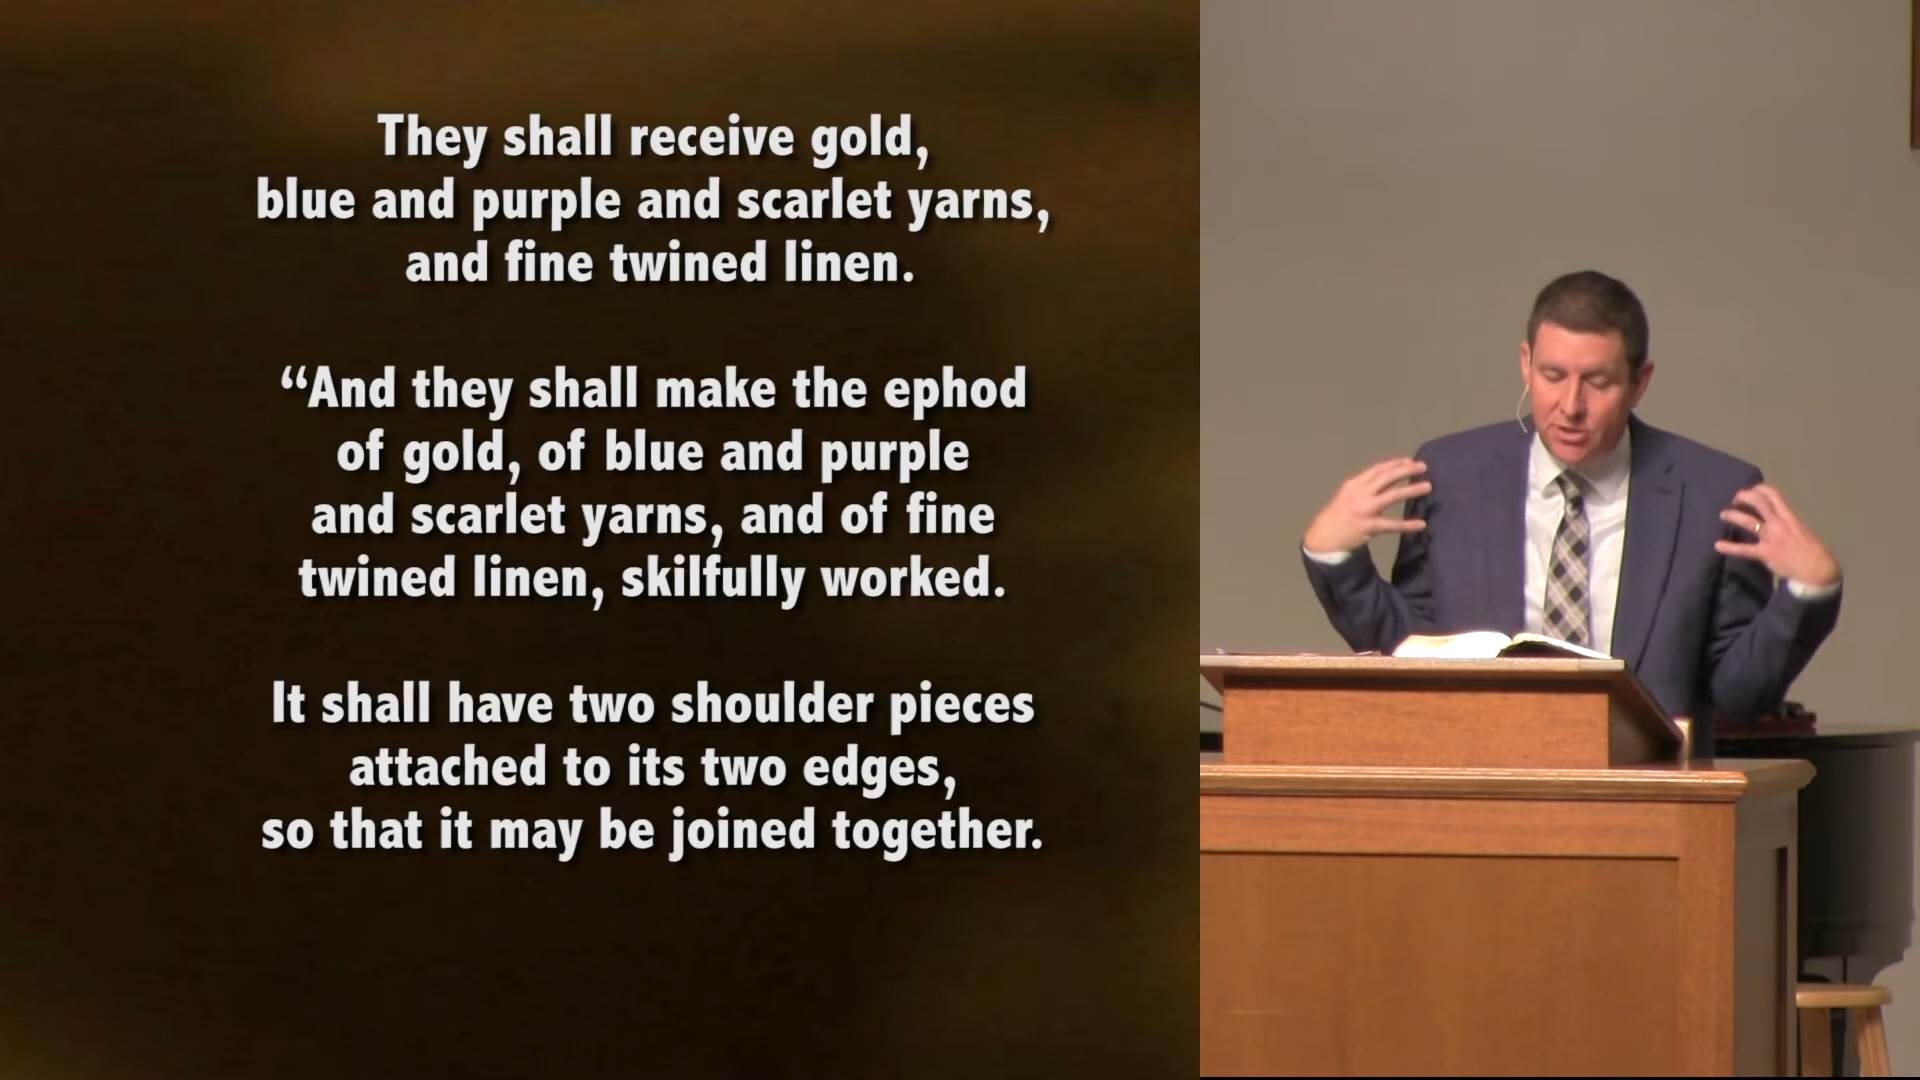 They shall receive gold,
blue and purple and scarlet yarns,
and fine twined linen.
“And they shall make the ephod
of gold, of blue and purple
and scarlet yarns, and of fine
twined linen, skilfully worked.
It shall have two shoulder pieces
attached to its two edges,
so that it may be joined together.